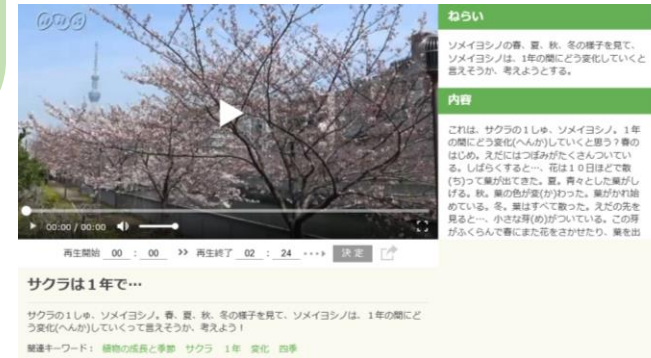 NHK
00:00 / 00:00
再生開始 00 : 00 >> 再生終了 02 : 24 ････▶ 決定
サクラは１年で…
サクラの１しゅ、ソメイヨシノ。春、夏、秋、冬の様子を見て、ソメイヨシノは、１年の間にど
う変化(へんか)していくって言えそうか、考えよう！
関連キーワード： 植物の成長と季節 サクラ １年 変化 四季
ねらい
ソメイヨシノの春、夏、秋、冬の様子を見て、
ソメイヨシノは、1年の間にどう変化していくと
言えそうか、考えようとする。
内容
これは、サクラの１しゅ、ソメイヨシノ。１年
の間にどう変化(へんか)していくと思う？春の
はじめ。えだにはつぼみがたくさんついてい
る。しばらくすると…、花は１０日ほどで散
(ち)って葉が出てきた。夏。青々とした葉がし
げる。秋。葉の色が変(か)わった。葉がかれ始
めている。冬。葉はすべて散った。えだの先を
見ると…、小さな芽(め)がついている。この芽
がふくらんで春にまた花をさかせたり、葉を出